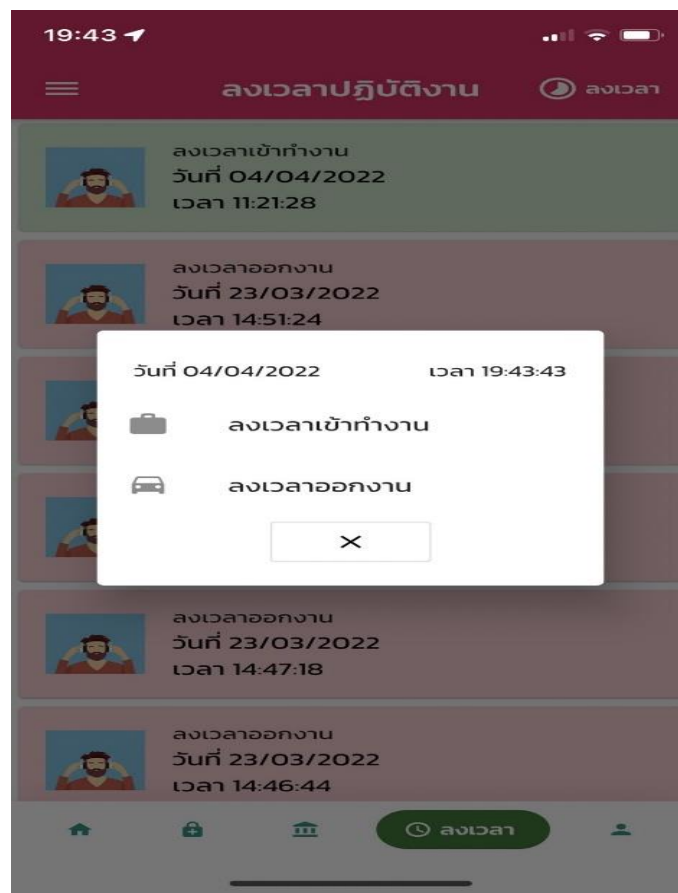 19:43
ลงเวลาปฏิบัติงาน
ลงเวลา
ลงเวลาเข้าทำงาน
วันที่ 04/04/2022
เวลา 11:21:28
ลงเวลาออกงาน
วันที่ 23/03/2022
เวลา 14:51:24
วันที่ 04/04/2022 เวลา 19:43:43
ลงเวลาเข้าทำงาน
ลงเวลาออกงาน
ลงเวลาออกงาน
วันที่ 23/03/2022
เวลา 14:47:18
ลงเวลาออกงาน
วันที่ 23/03/2022
เวลา 14:46:44
ลงเวลา